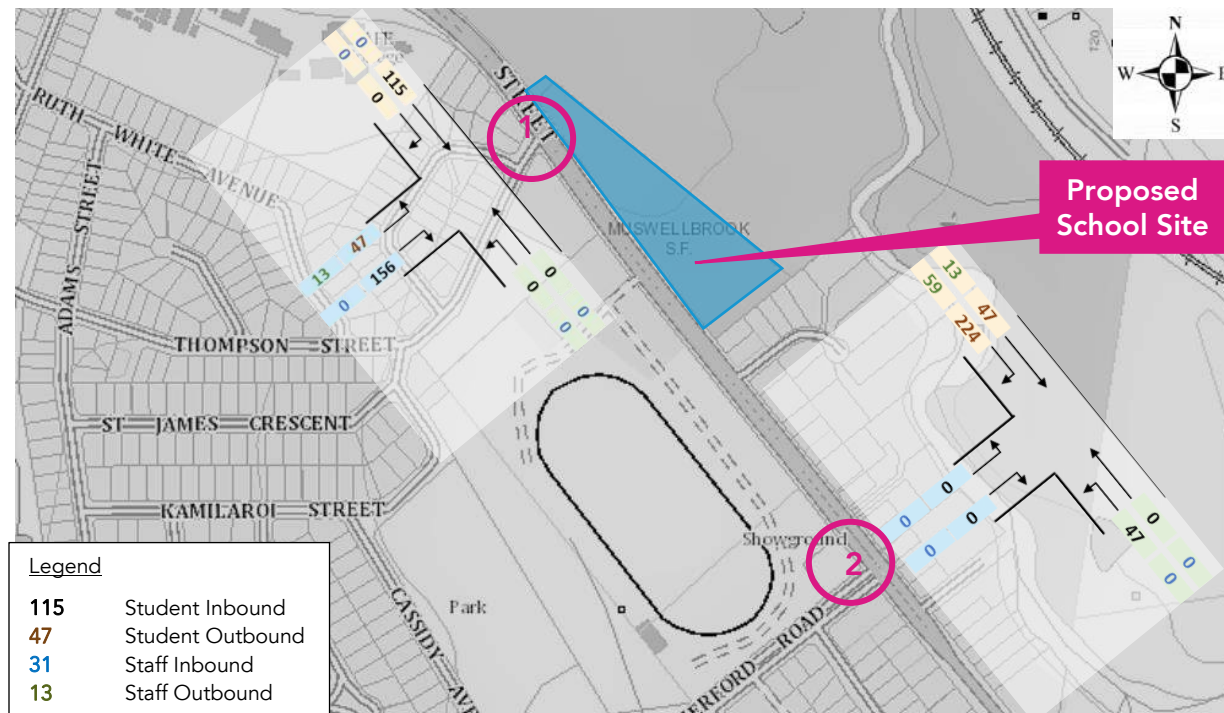 N
W
E
S
T20
STREET
1
RUTH WHITE AVENUE
ADAMS STREET
THOMPSON STREET
ST JAMES CRESCENT
KAMILAROI STREET
CASSIDY
Park
Showground
2
ROAD
MUSWELLBROOK
S.F.
Proposed
School Site
0
0
115
0
13
47
0
156
0
0
0
0
13
47
59
224
0
0
0
0
0
0
47
0
Legend
115 Student Inbound
47 Student Outbound
31 Staff Inbound
13 Staff Outbound